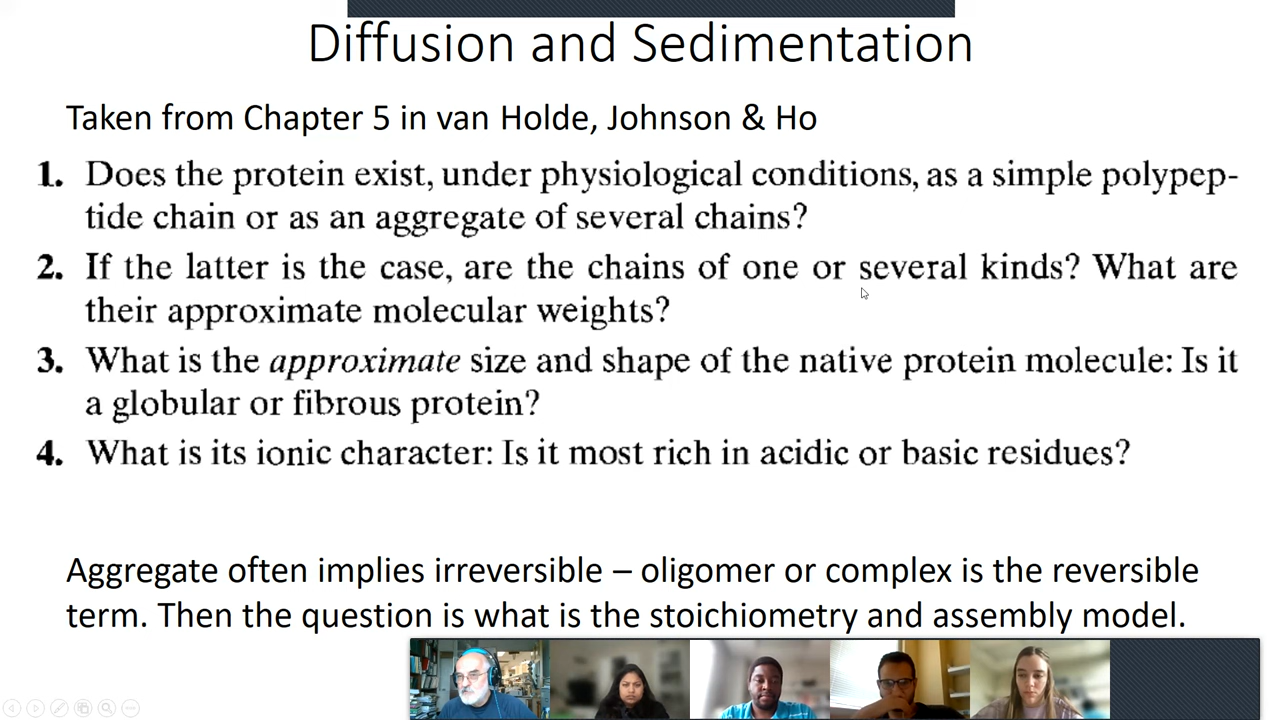 Diffusion and Sedimentation
Taken from Chapter 5 in van Holde, Johnson & Ho
1. Does the protein exist, under physiological conditions, as a simple polypep-
tide chain or as an aggregate of several chains?
2. If the latter is the case, are the chains of one or several kinds? What are
their approximate molecular weights?
3. What is the approximate size and shape of the native protein molecule: Is it
a globular or fibrous protein?
4. What is its ionic character: Is it most rich in acidic or basic residues?
Aggregate often implies irreversible – oligomer or complex is the reversible
term. Then the question is what is the stoichiometry and assembly model.